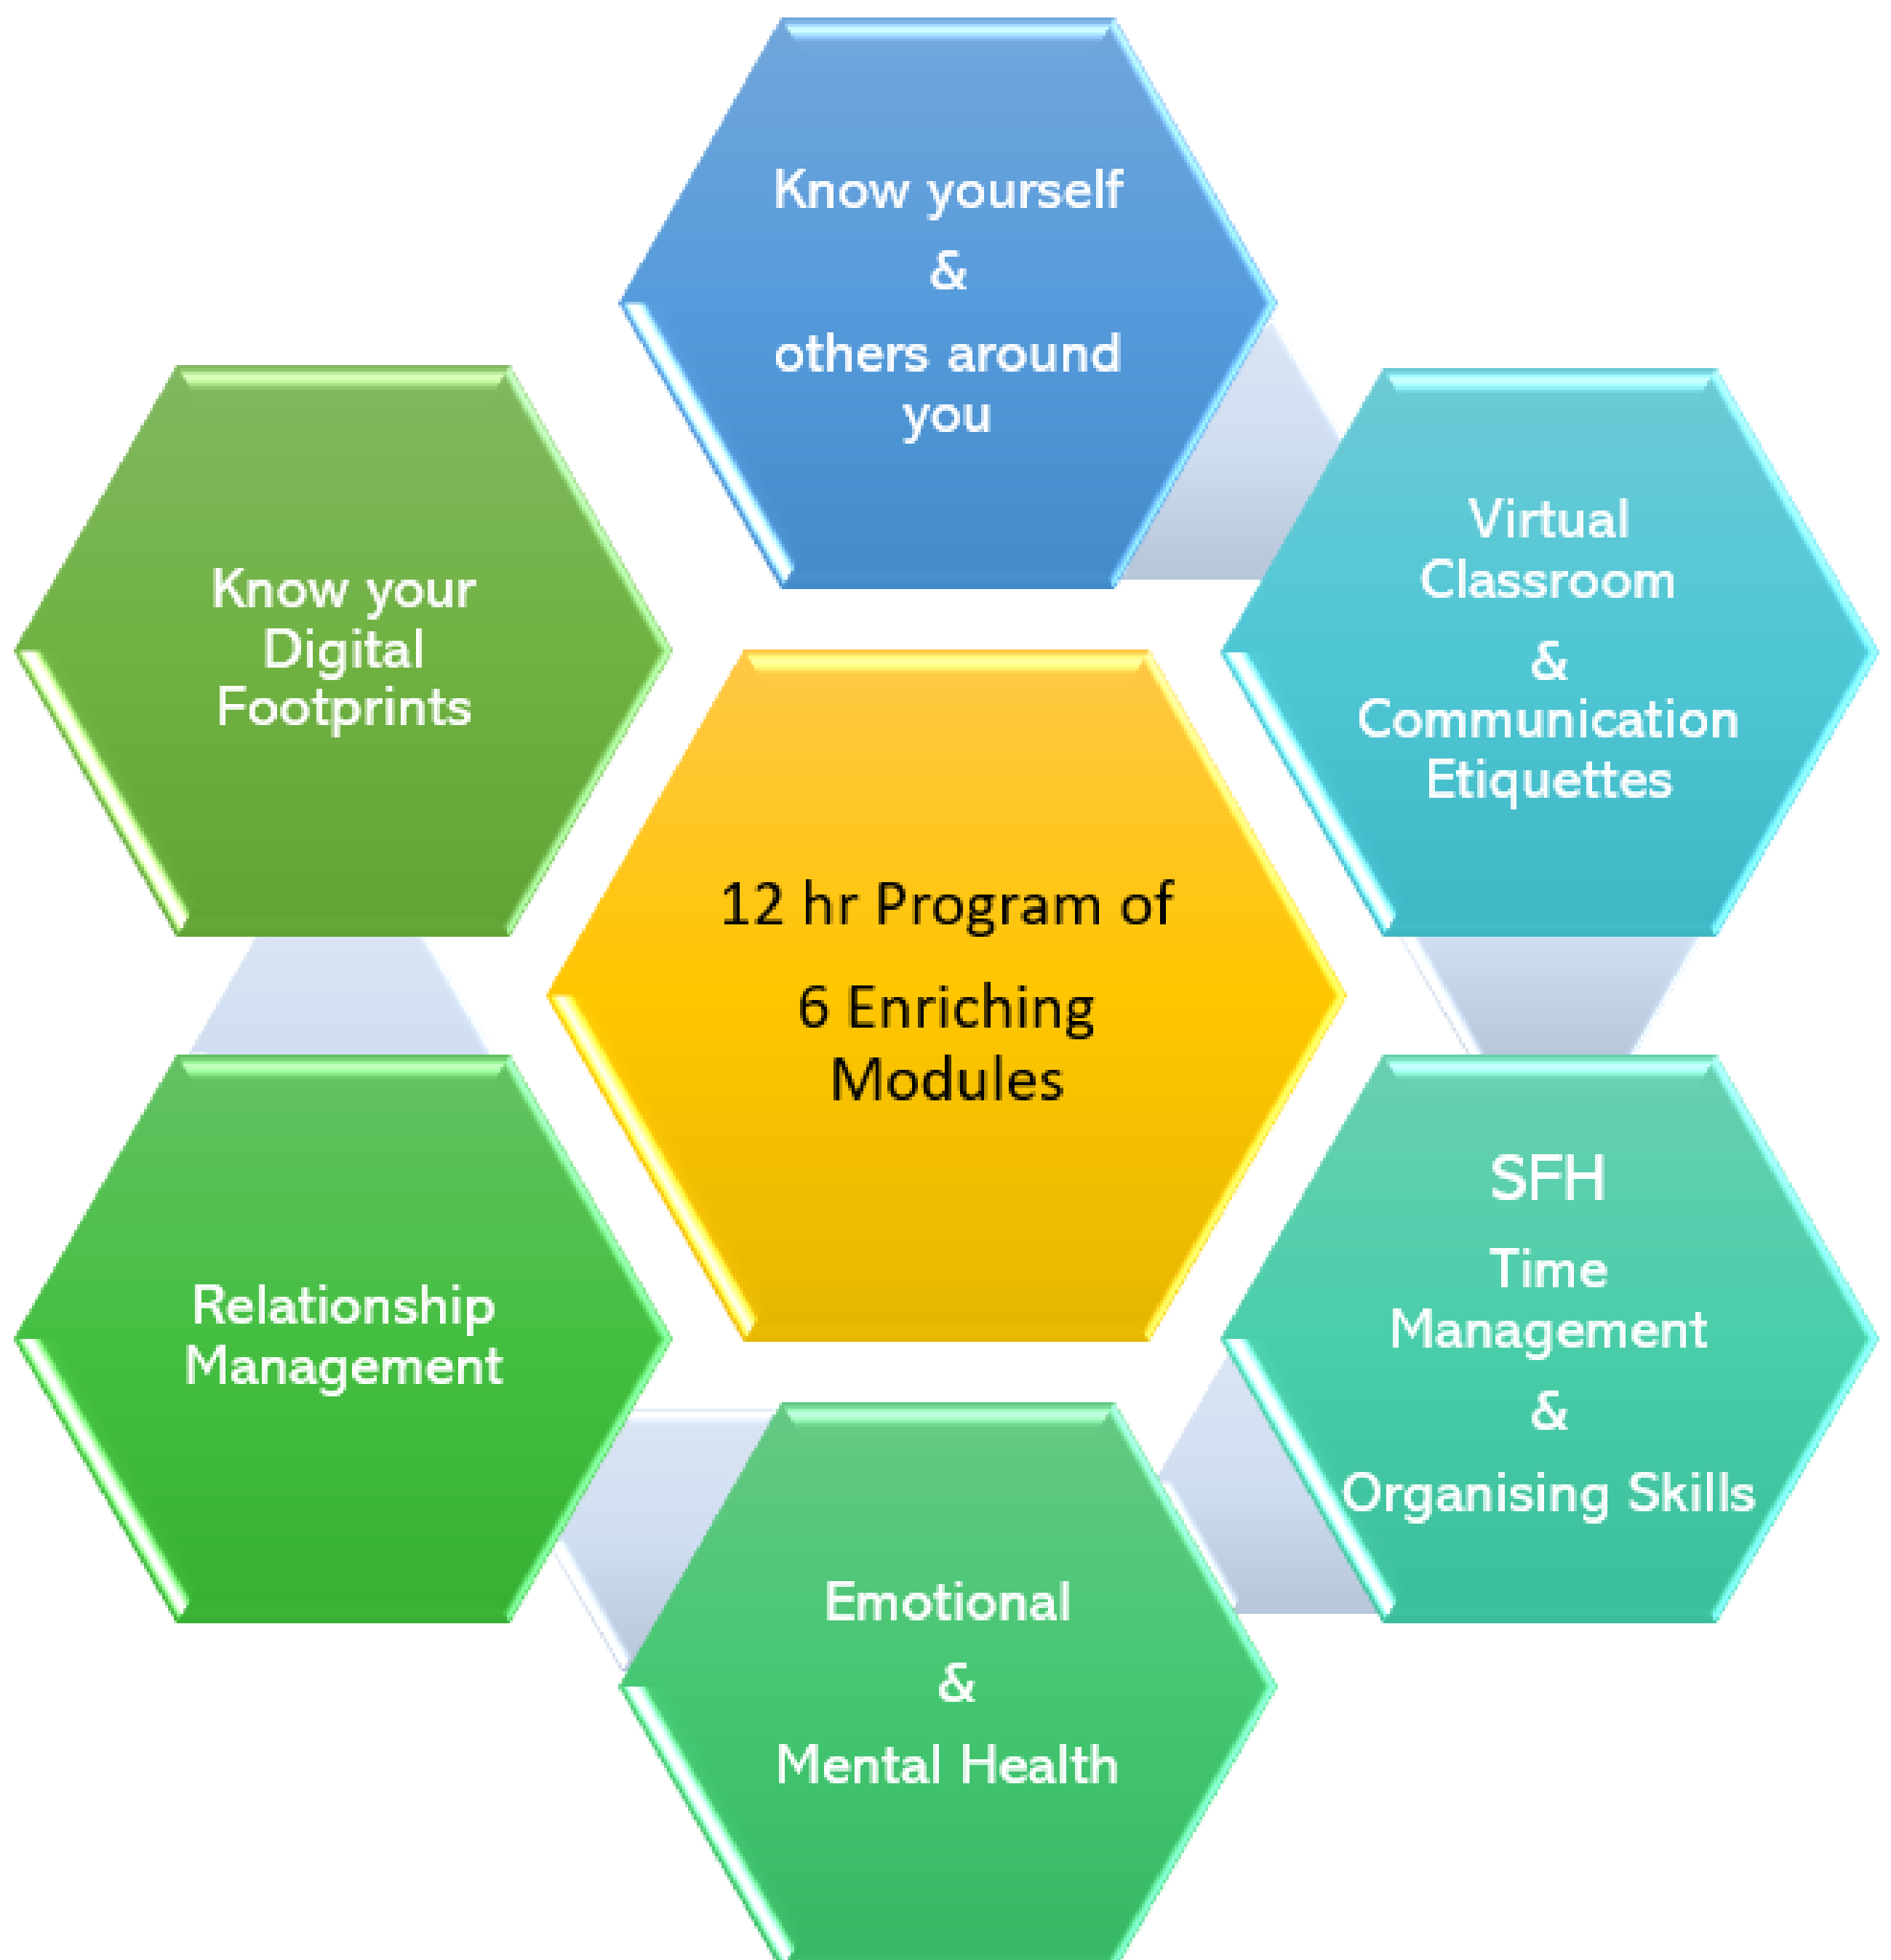 Know yourself
&
others around
you
Virtual
Classroom
&
Communication
Etiquettes
SFH
Time
Management
&
Organising Skills
Emotional
&
Mental Health
Relationship
Management
Know your
Digital
Footprints
12 hr Program of
6 Enriching
Modules